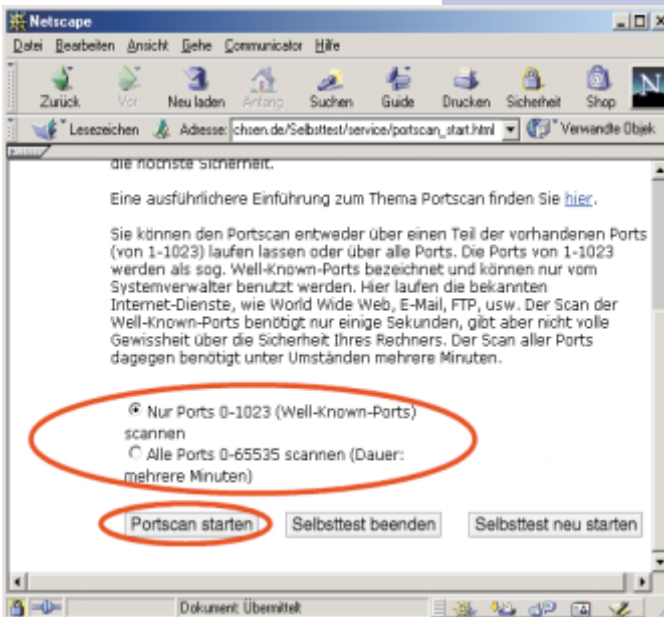 Netscape
Datei Bearbeiten Ansicht Gehe Communicator Hilfe
Zurück Vor Neu laden Anfang Suchen Guide Drucken Sicherheit Shop N
Lesezeichen Adresse: chsen.de/Selbsttest/service/portscan_start.html Verwandte Objek
die höchste Sicherheit.
Eine ausführlichere Einführung zum Thema Portscan finden Sie hier.
Sie können den Portscan entweder über einen Teil der vorhandenen Ports
(von 1-1023) laufen lassen oder über alle Ports. Die Ports von 1-1023
werden als sog. Well-Known-Ports bezeichnet und können nur vom
Systemverwalter benutzt werden. Hier laufen die bekannten
Internet-Dienste, wie World Wide Web, E-Mail, FTP, usw. Der Scan der
Well-Known-Ports benötigt nur einige Sekunden, gibt aber nicht volle
Gewissheit über die Sicherheit Ihres Rechners. Der Scan aller Ports
dagegen benötigt unter Umständen mehrere Minuten.
Nur Ports 0-1023 (Well-Known-Ports)
scannen
Alle Ports 0-65535 scannen (Dauer:
mehrere Minuten)
Portscan starten Selbsttest beenden Selbsttest neu starten
Dokument: Übermittelt